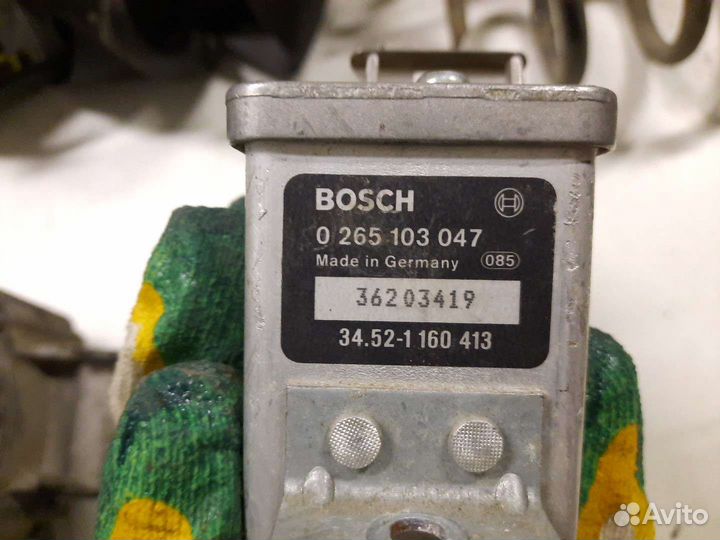 BOSCH
0 265 103 047
Made in Germany 085
36203419
34.52-1 160 413
Avito